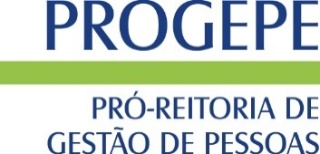 PROGEPE
PRÓ-REITORIA DE
GESTÃO DE PESSOAS